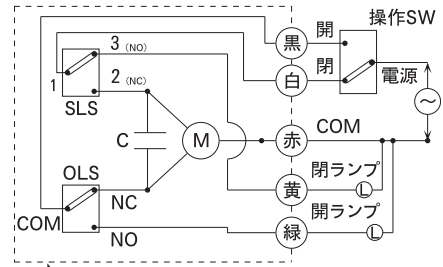 操作SW
黒 開
3 (NO)
白 閉
電源
1
2 (NC)
SLS
C
M
赤 COM
~
OLS
黄 閉ランプ
L
NC
開ランプ
COM
緑
L
NO